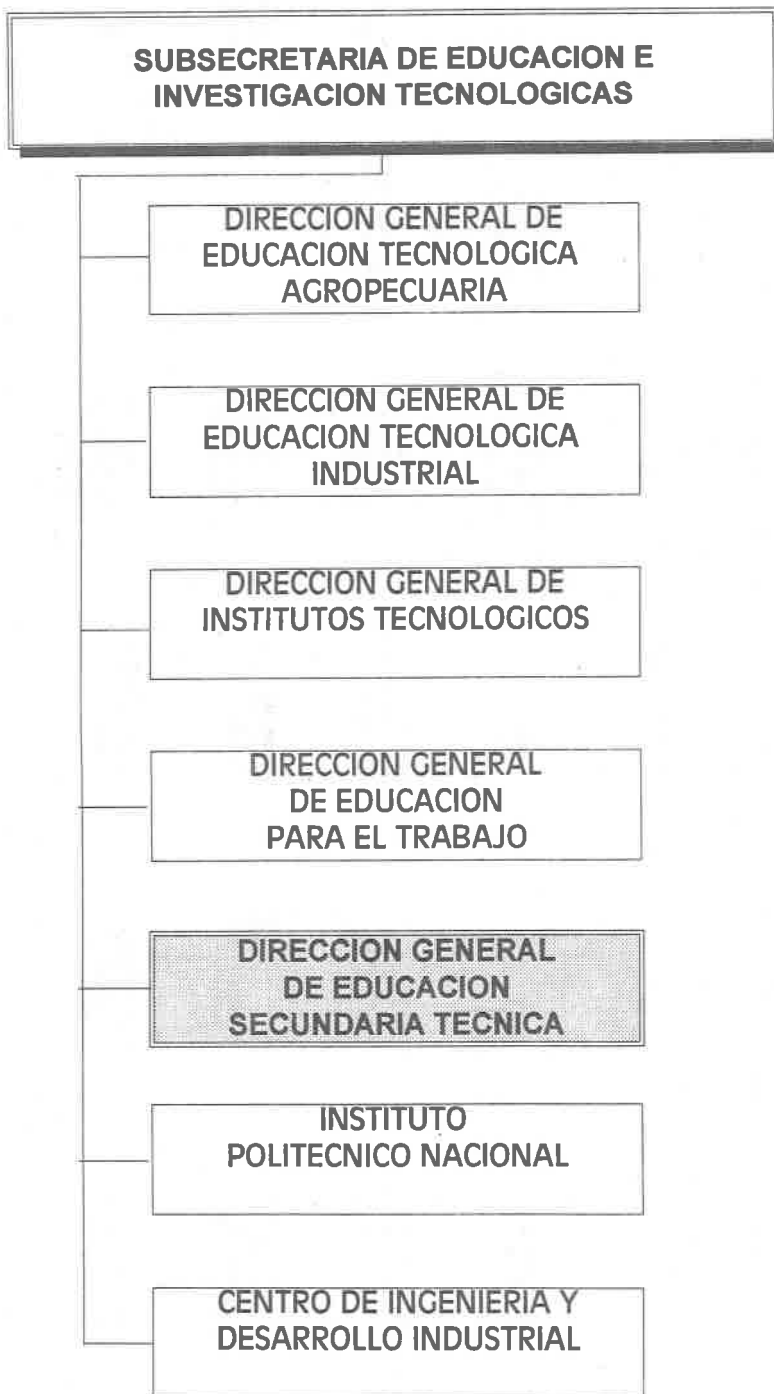 SUBSECRETARIA DE EDUCACION E
INVESTIGACION TECNOLOGICAS
DIRECCION GENERAL DE
EDUCACION TECNOLOGICA
AGROPECUARIA
DIRECCION GENERAL DE
EDUCACION TECNOLOGICA
INDUSTRIAL
DIRECCION GENERAL DE
INSTITUTOS TECNOLOGICOS
DIRECCION GENERAL
DE EDUCACION
PARA EL TRABAJO
DIRECCION GENERAL
DE EDUCACION
SECUNDARIA TECNICA
INSTITUTO
POLITECNICO NACIONAL
CENTRO DE INGENIERIA Y
DESARROLLO INDUSTRIAL